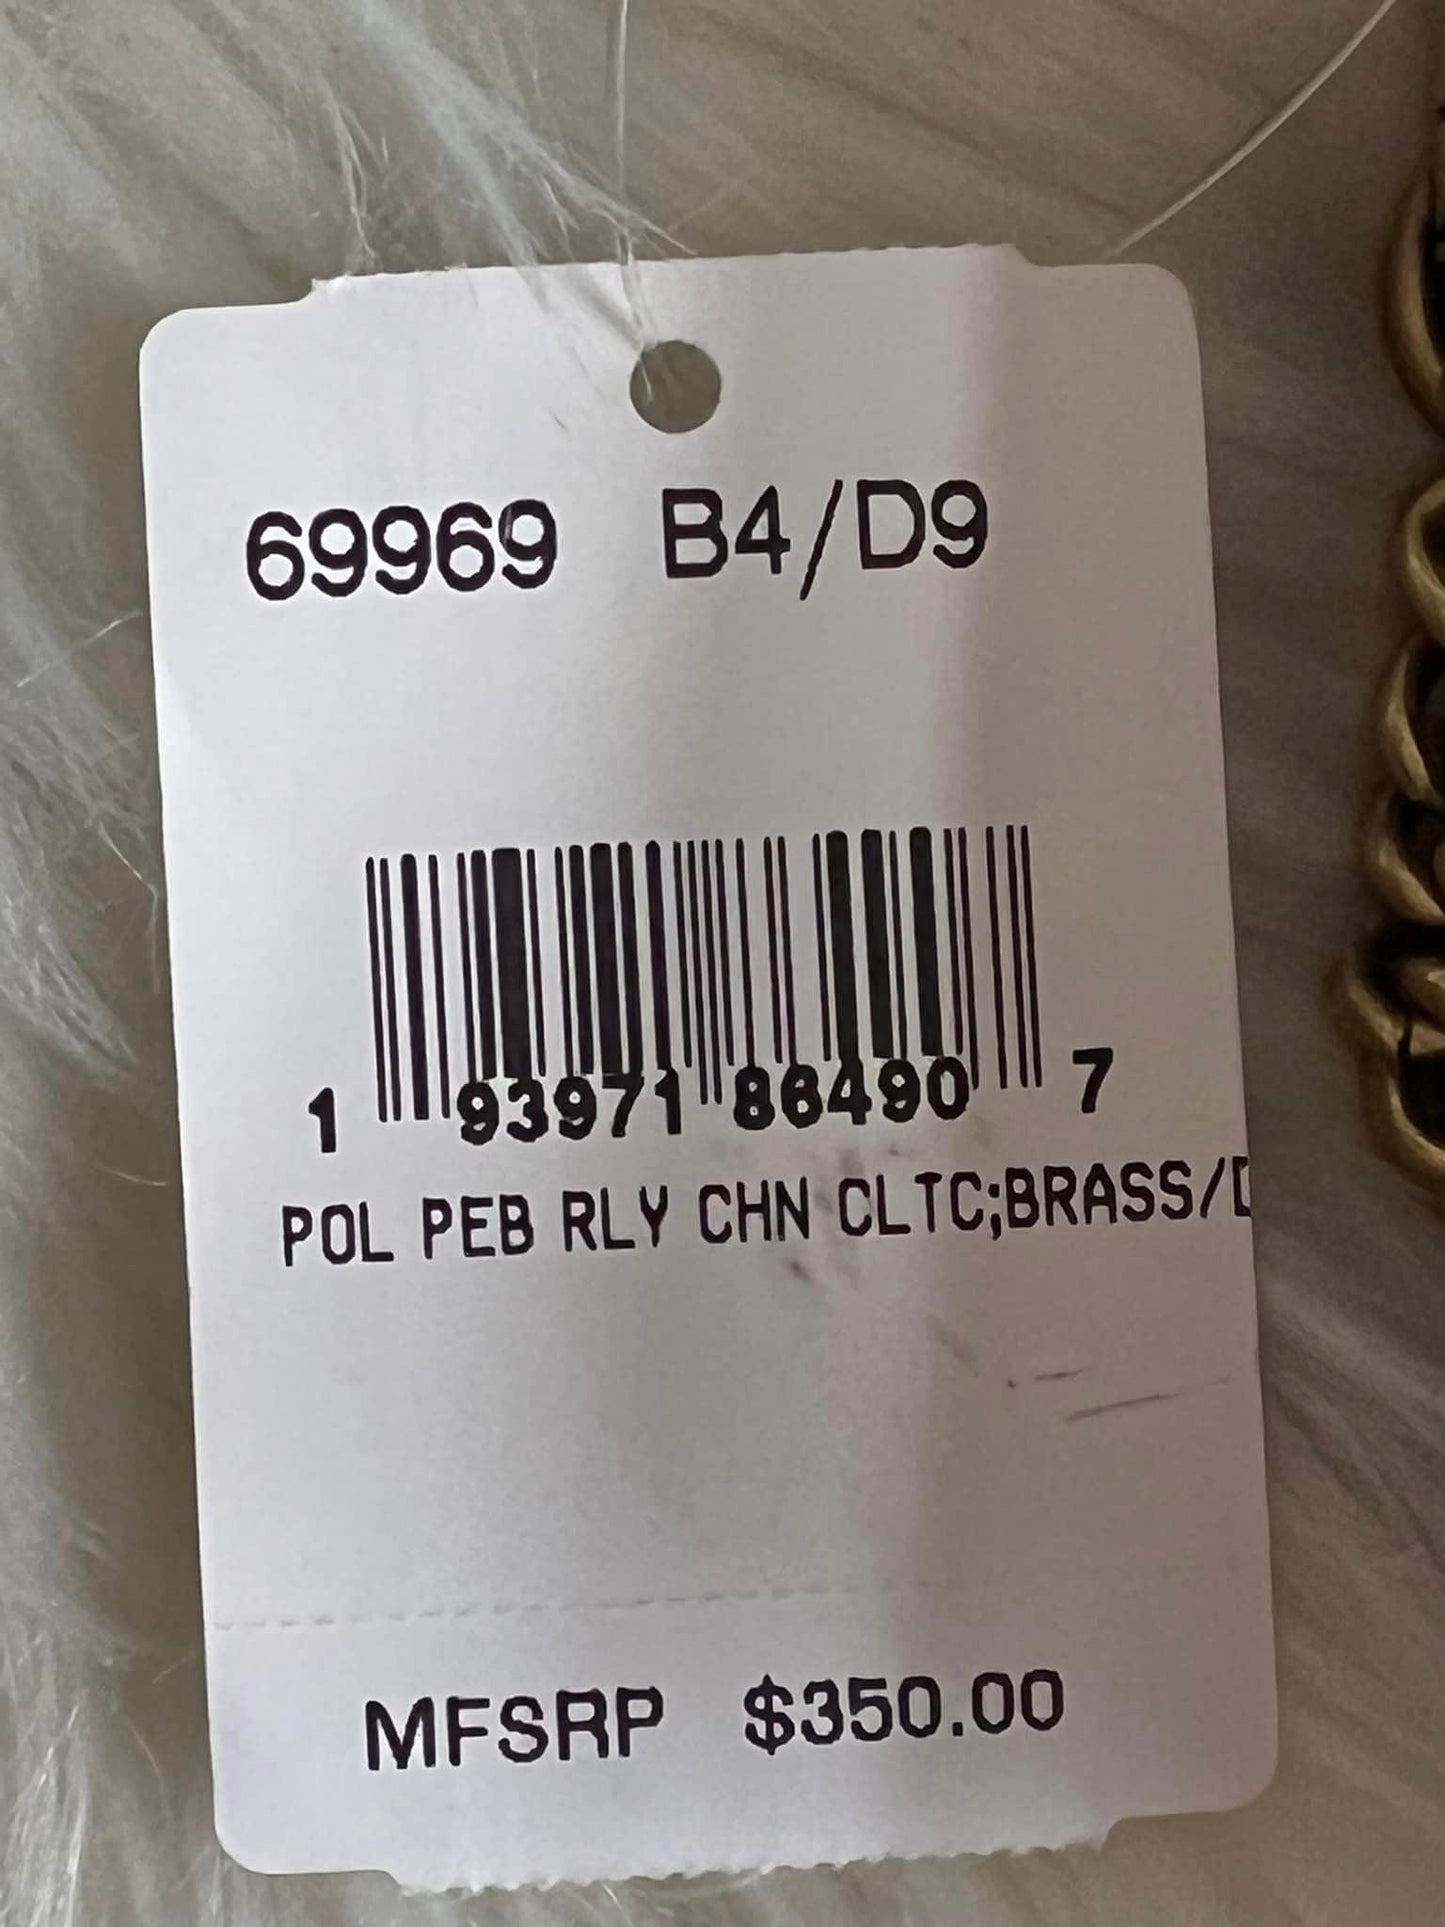 69969 B4/D9
1 93971 86490 7
POL PEB RLY CHN CLTC;BRASS/D
MFSRP $350.00